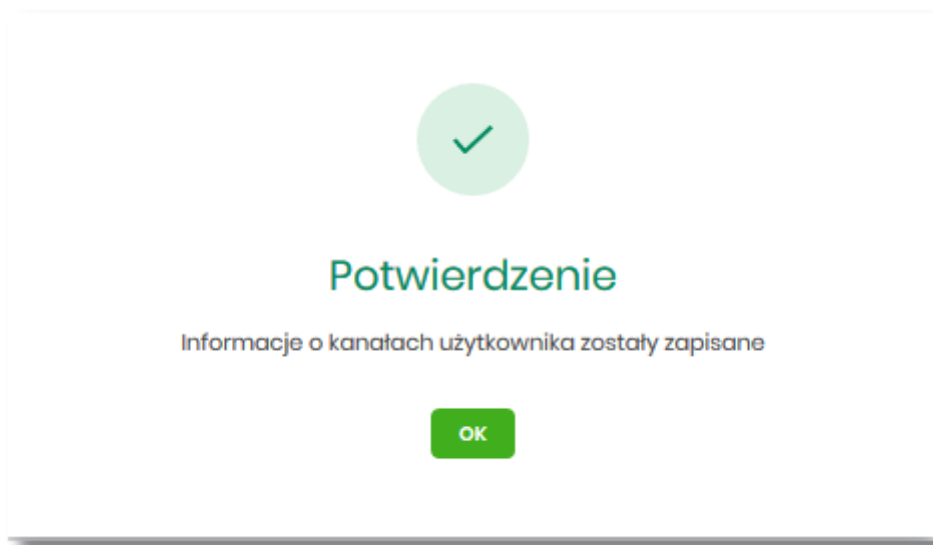 Potwierdzenie
Informacje o kanałach użytkownika zostały zapisane
OK